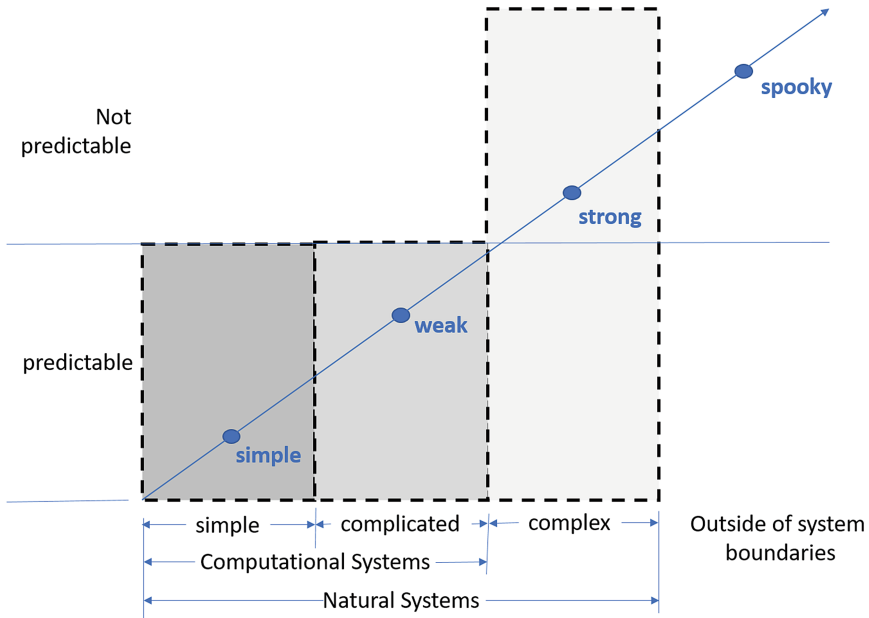 spooky
Not
predictable
strong
weak
predictable
simple
simple
complicated
complex
Outside of system
boundaries
Computational Systems
Natural Systems